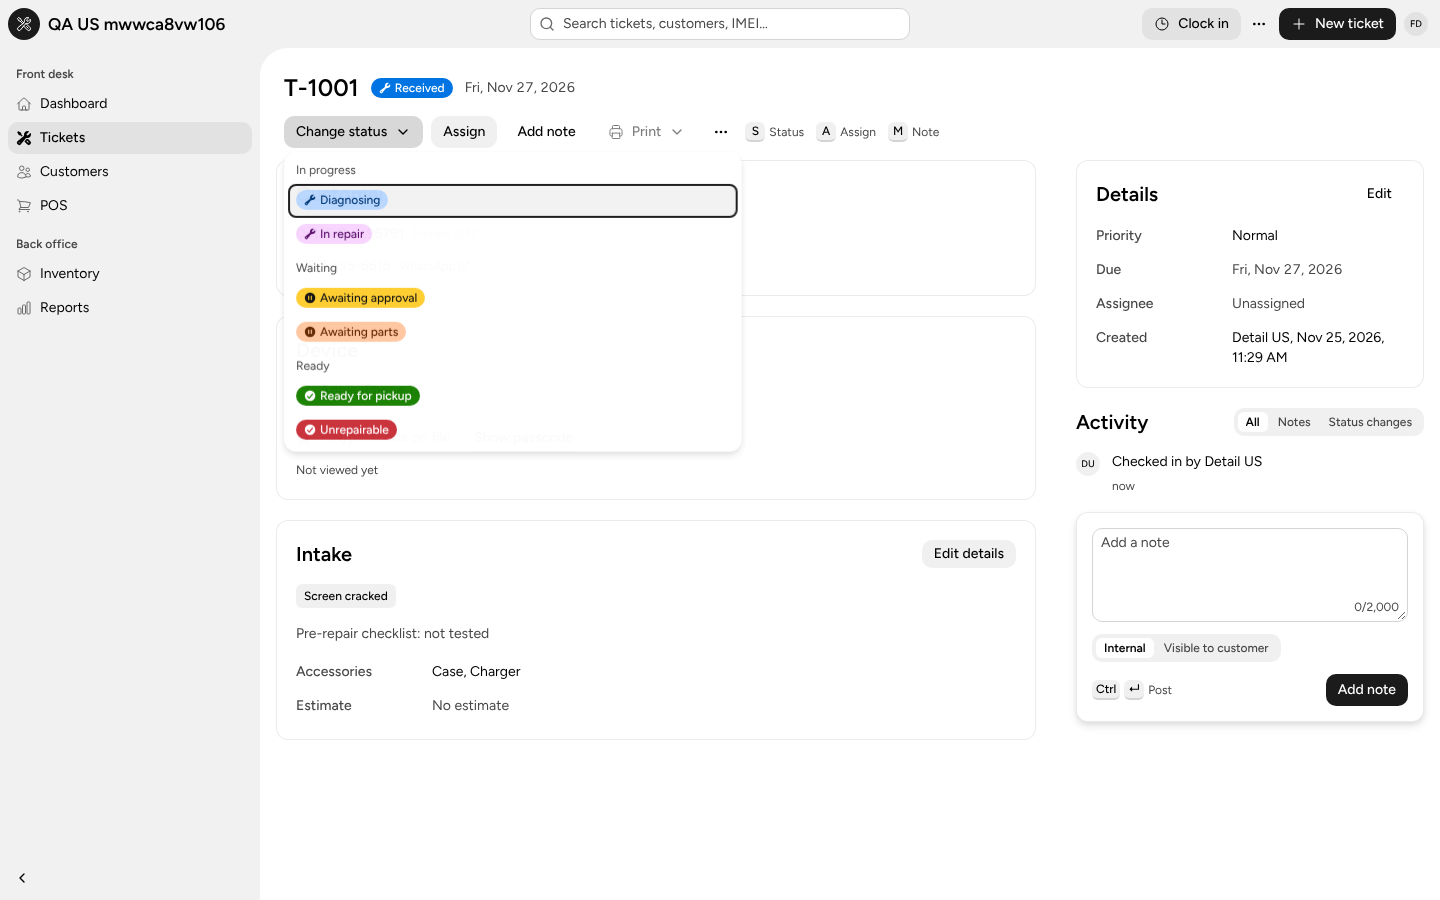 QA US mwwca8vw106
Search tickets, customers, IMEI...
Clock in
New ticket
FD
Front desk
Dashboard
Tickets
Customers
POS
Back office
Inventory
Reports
T-1001
Received
Fri, Nov 27, 2026
Change status
Assign
Add note
Print
S Status
A Assign
M Note
In progress
Diagnosing
In repair
Waiting
Awaiting approval
Awaiting parts
Device
Ready
Ready for pickup
Unrepairable
Show passcode
Not viewed yet
Intake
Edit details
Screen cracked
Pre-repair checklist: not tested
Accessories Case, Charger
Estimate No estimate
Details
Edit
Priority Normal
Due Fri, Nov 27, 2026
Assignee Unassigned
Created Detail US, Nov 25, 2026,
11:29 AM
Activity
All Notes Status changes
DU Checked in by Detail US
now
Add a note
0/2,000
Internal Visible to customer
Ctrl Post
Add note